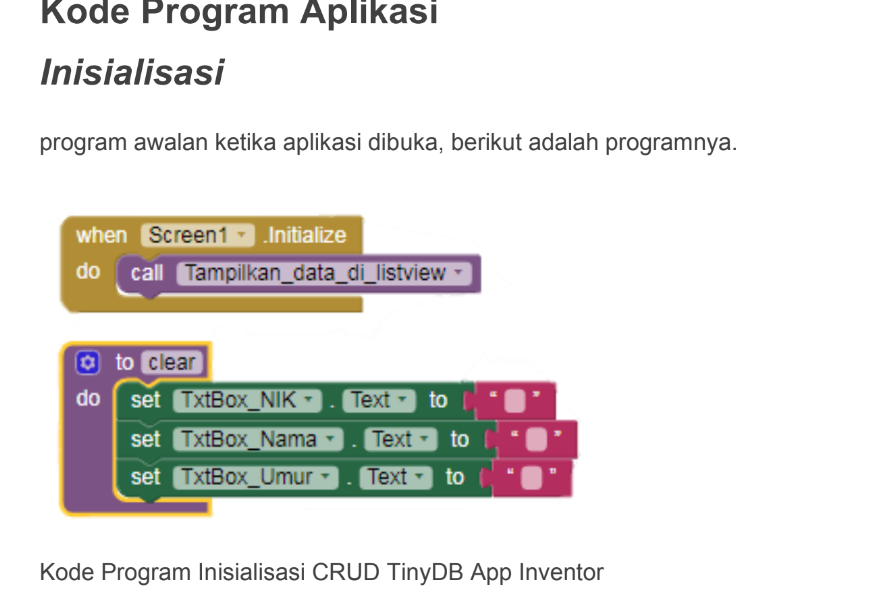 Kode Program Aplikasi
Inisialisasi
program awalan ketika aplikasi dibuka, berikut adalah programnya.
when Screen1 .Initialize
do call Tampilkan_data_di_listview
to clear
do set TxtBox_NIK . Text to “ ”
set TxtBox_Nama . Text to “ ”
set TxtBox_Umur . Text to “ ”
Kode Program Inisialisasi CRUD TinyDB App Inventor